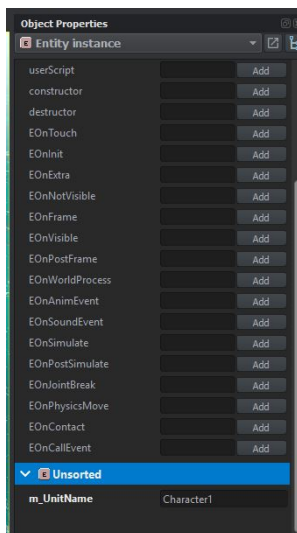 Object Properties
Entity instance
userScript Add
constructor Add
destructor Add
EOnTouch Add
EOnInit Add
EOnExtra Add
EOnNotVisible Add
EOnFrame Add
EOnVisible Add
EOnPostFrame Add
EOnWorldProcess Add
EOnAnimEvent Add
EOnSoundEvent Add
EOnSimulate Add
EOnPostSimulate Add
EOnJointBreak Add
EOnPhysicsMove Add
EOnContact Add
EOnCallEvent Add
E Unsorted
m_UnitName Character1